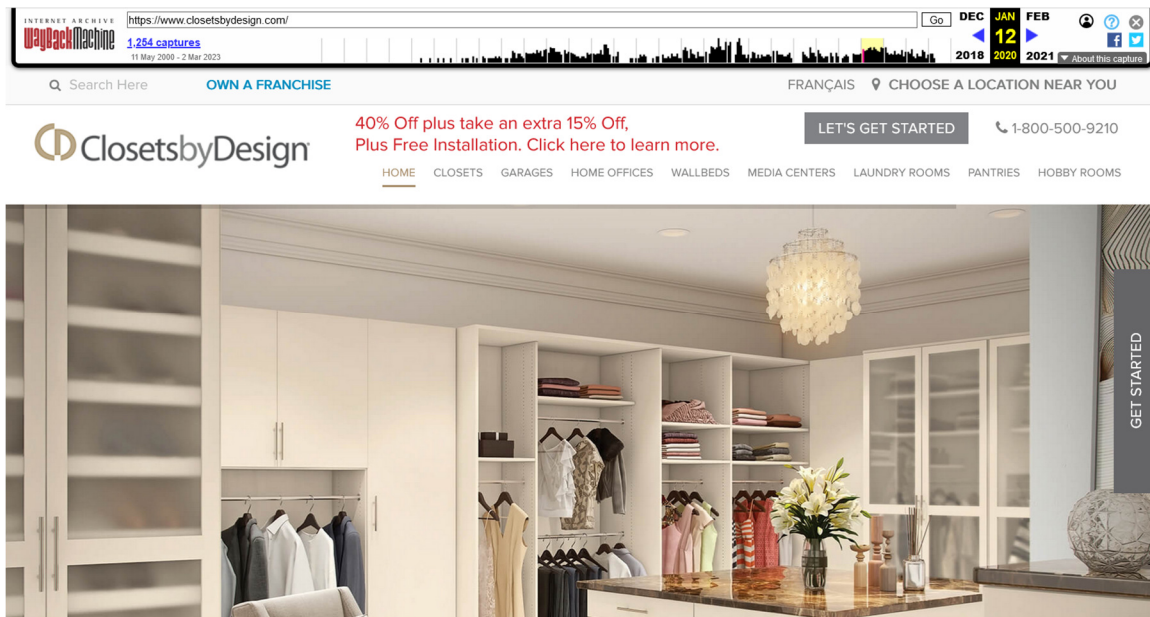 INTERNET ARCHIVE
WayBackMachine
https://www.closetsbydesign.com/
Go
1,254 captures
11 May 2000 - 2 Mar 2023
DEC JAN FEB
12
2018 2020 2021
About this capture
Search Here
OWN A FRANCHISE
FRANÇAIS
CHOOSE A LOCATION NEAR YOU
ClosetsbyDesign
40% Off plus take an extra 15% Off,
Plus Free Installation. Click here to learn more.
LET'S GET STARTED
1-800-500-9210
HOME CLOSETS GARAGES HOME OFFICES WALLBEDS MEDIA CENTERS LAUNDRY ROOMS PANTRIES HOBBY ROOMS
GET STARTED